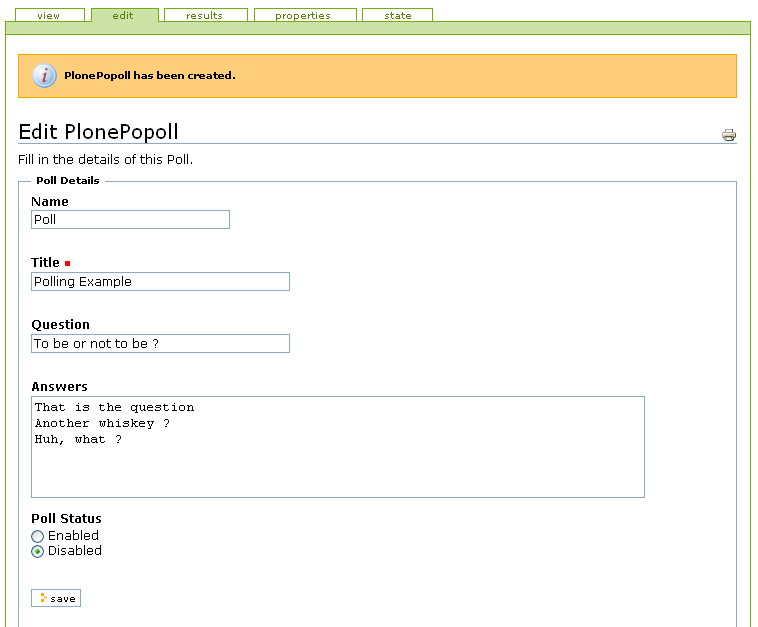 view edit results properties state
PlonePopoll has been created.
Edit PlonePopoll
Fill in the details of this Poll.
Poll Details
Name
Poll
Title
Polling Example
Question
To be or not to be ?
Answers
That is the question
Another whiskey ?
Huh, what ?
Poll Status
Enabled
Disabled
save